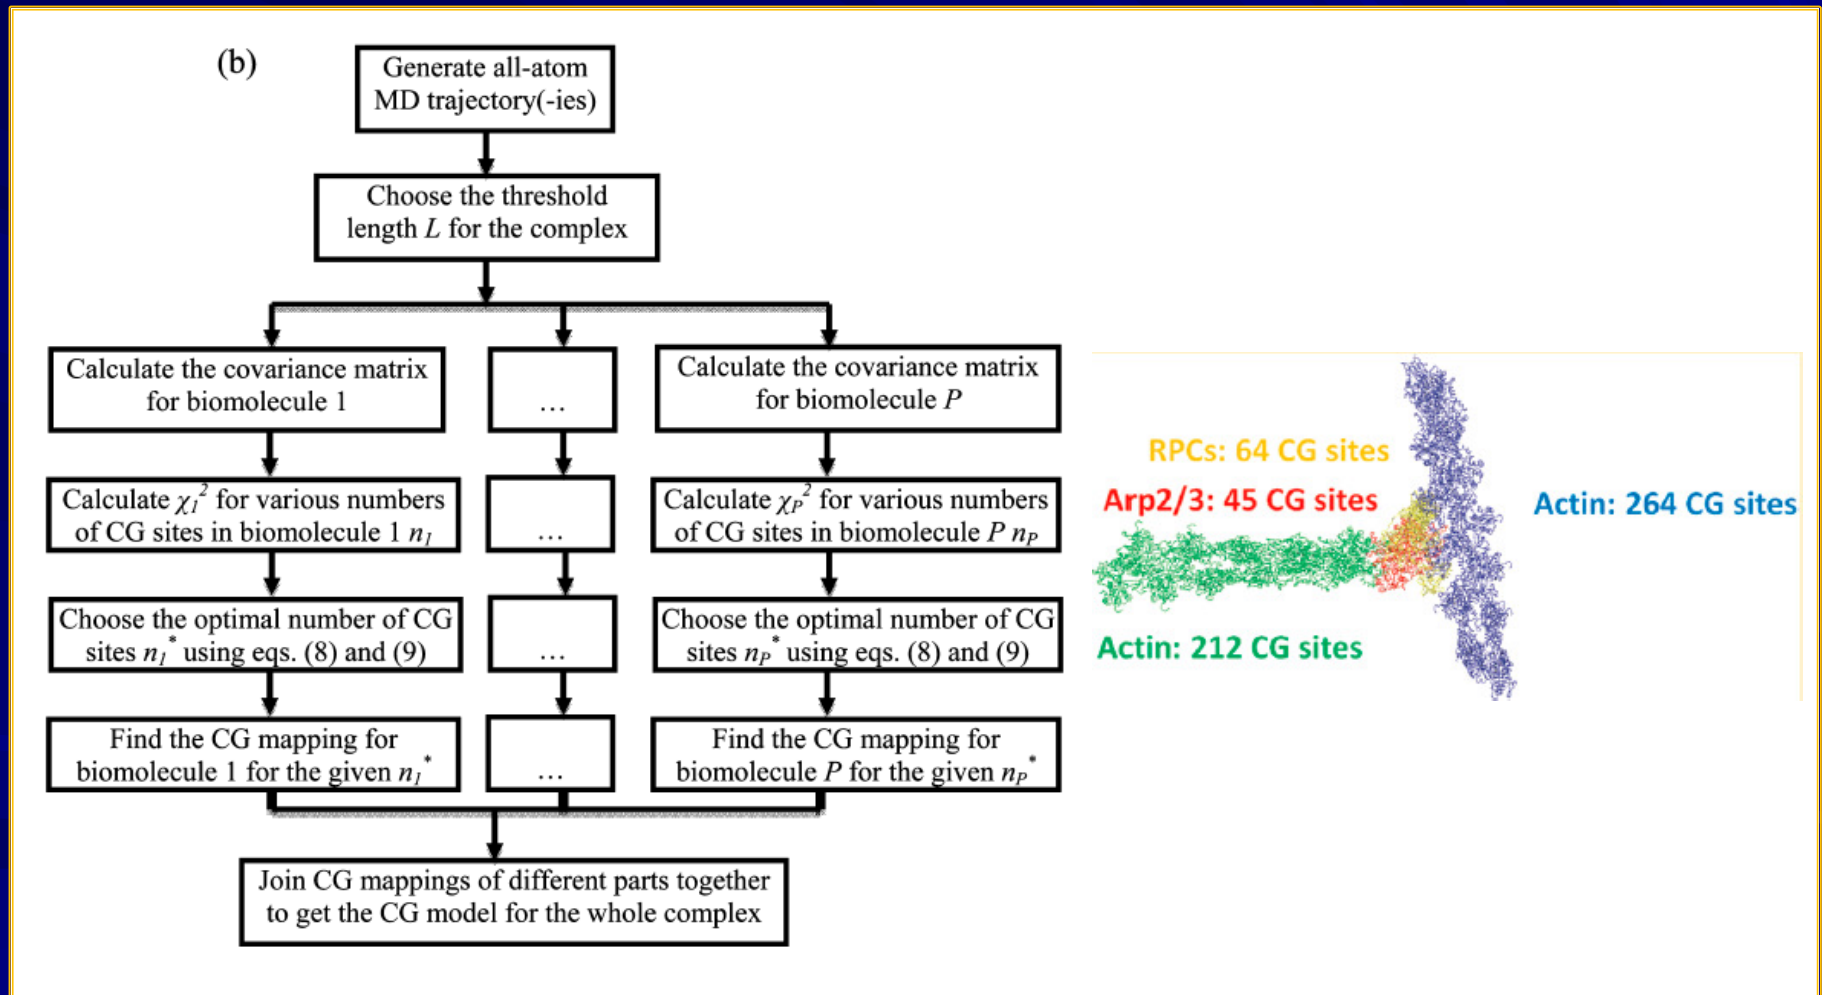 (b)
Generate all-atom
MD trajectory(-ies)
Choose the threshold
length L for the complex
Calculate the covariance matrix
for biomolecule 1
...
Calculate the covariance matrix
for biomolecule P
Calculate χ₁² for various numbers
of CG sites in biomolecule 1 n₁
...
Calculate χ_P² for various numbers
of CG sites in biomolecule P n_P
Choose the optimal number of CG
sites n₁* using eqs. (8) and (9)
...
Choose the optimal number of CG
sites n_P* using eqs. (8) and (9)
Find the CG mapping for
biomolecule 1 for the given n₁*
...
Find the CG mapping for
biomolecule P for the given n_P*
Join CG mappings of different parts together
to get the CG model for the whole complex
RPCs: 64 CG sites
Arp2/3: 45 CG sites
Actin: 264 CG sites
Actin: 212 CG sites